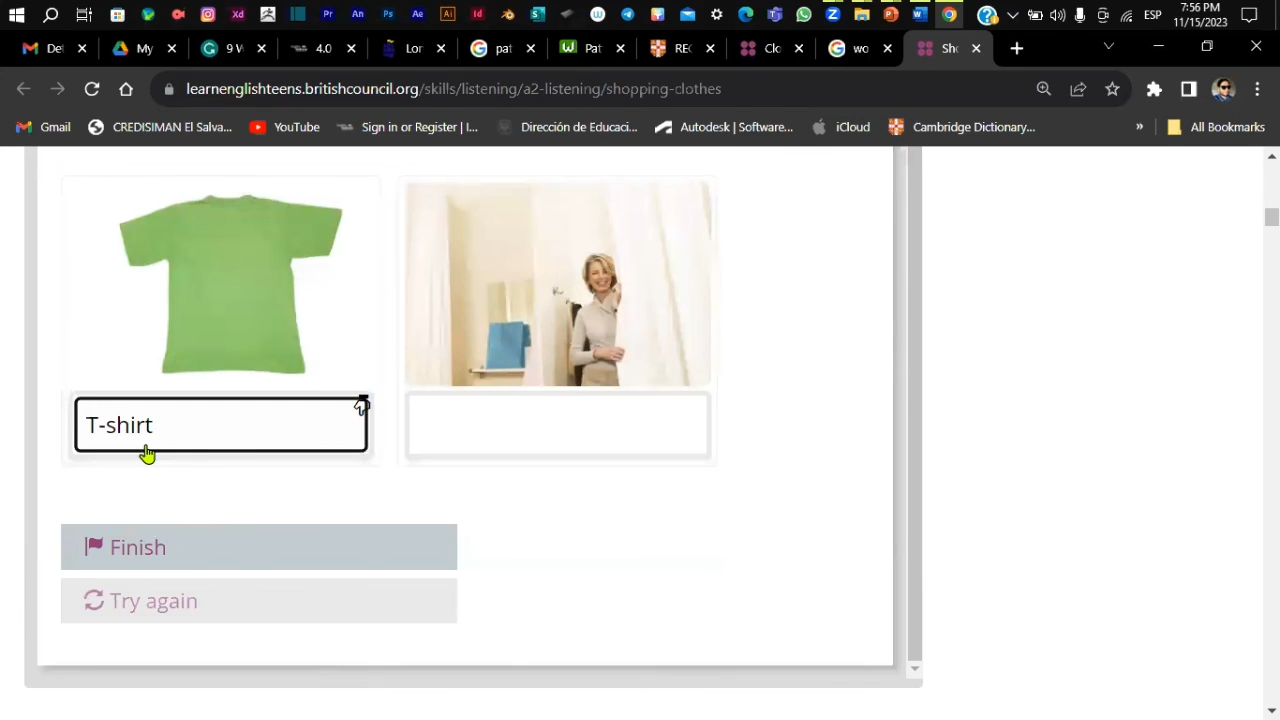 7:56 PM
ESP
11/15/2023
Del
My
9 V
4.0
Lor
pat
Pat
REC
Clo
wo
Sho
learnenglishteens.britishcouncil.org/skills/listening/a2-listening/shopping-clothes
Gmail
CREDISIMAN El Salva...
YouTube
Sign in or Register | I...
Dirección de Educaci...
Autodesk | Software...
iCloud
Cambridge Dictionary...
»
All Bookmarks
T-shirt
Finish
Try again